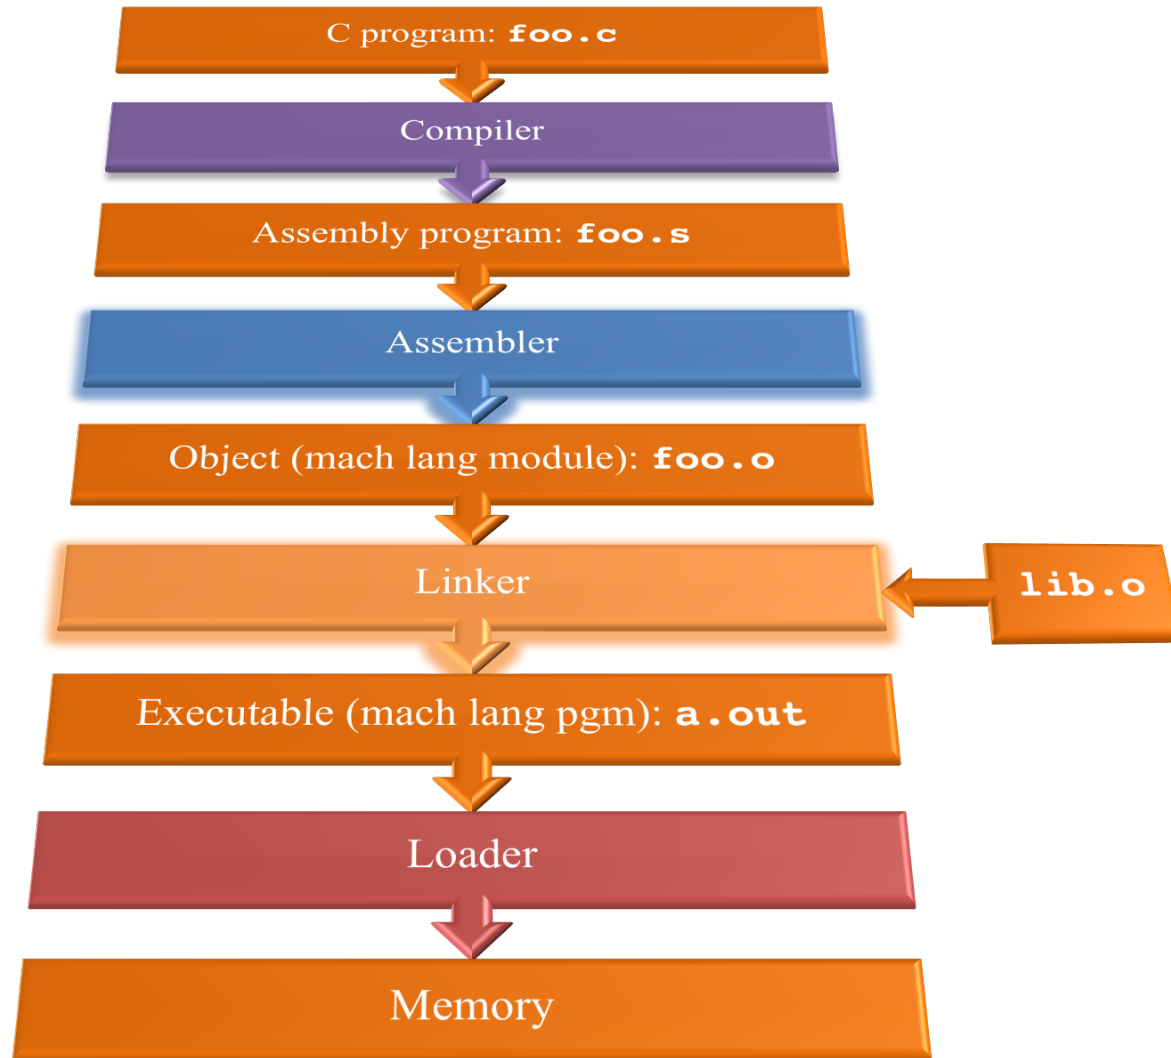 C program: foo.c
Compiler
Assembly program: foo.s
Assembler
Object (mach lang module): foo.o
Linker
lib.o
Executable (mach lang pgm): a.out
Loader
Memory